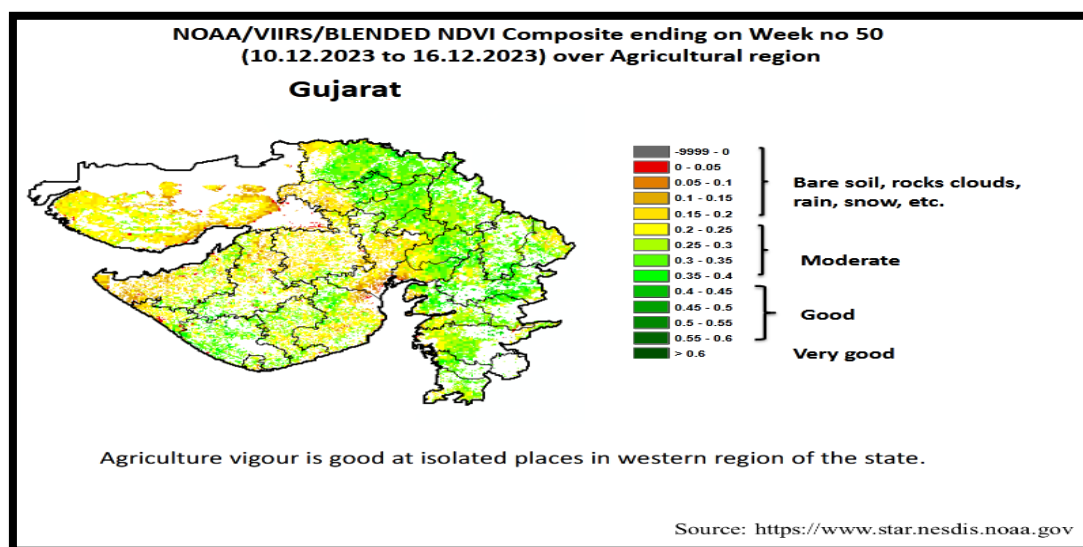 NOAA/VIIRS/BLENDED NDVI Composite ending on Week no 50
(10.12.2023 to 16.12.2023) over Agricultural region
Gujarat
-9999 - 0
0 - 0.05
0.05 - 0.1
0.1 - 0.15
0.15 - 0.2
0.2 - 0.25
0.25 - 0.3
0.3 - 0.35
0.35 - 0.4
0.4 - 0.45
0.45 - 0.5
0.5 - 0.55
0.55 - 0.6
> 0.6
Bare soil, rocks clouds,
rain, snow, etc.
Moderate
Good
Very good
Agriculture vigour is good at isolated places in western region of the state.
Source: https://www.star.nesdis.noaa.gov